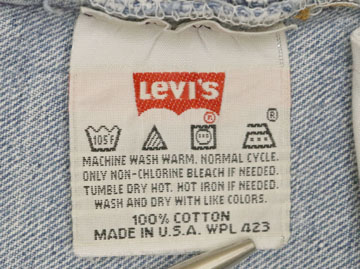 LEVI'S
®
105F
MACHINE WASH WARM. NORMAL CYCLE.
ONLY NON-CHLORINE BLEACH IF NEEDED.
TUMBLE DRY HOT. HOT IRON IF NEEDED.
WASH AND DRY WITH LIKE COLORS.
100% COTTON
MADE IN U.S.A. WPL 423